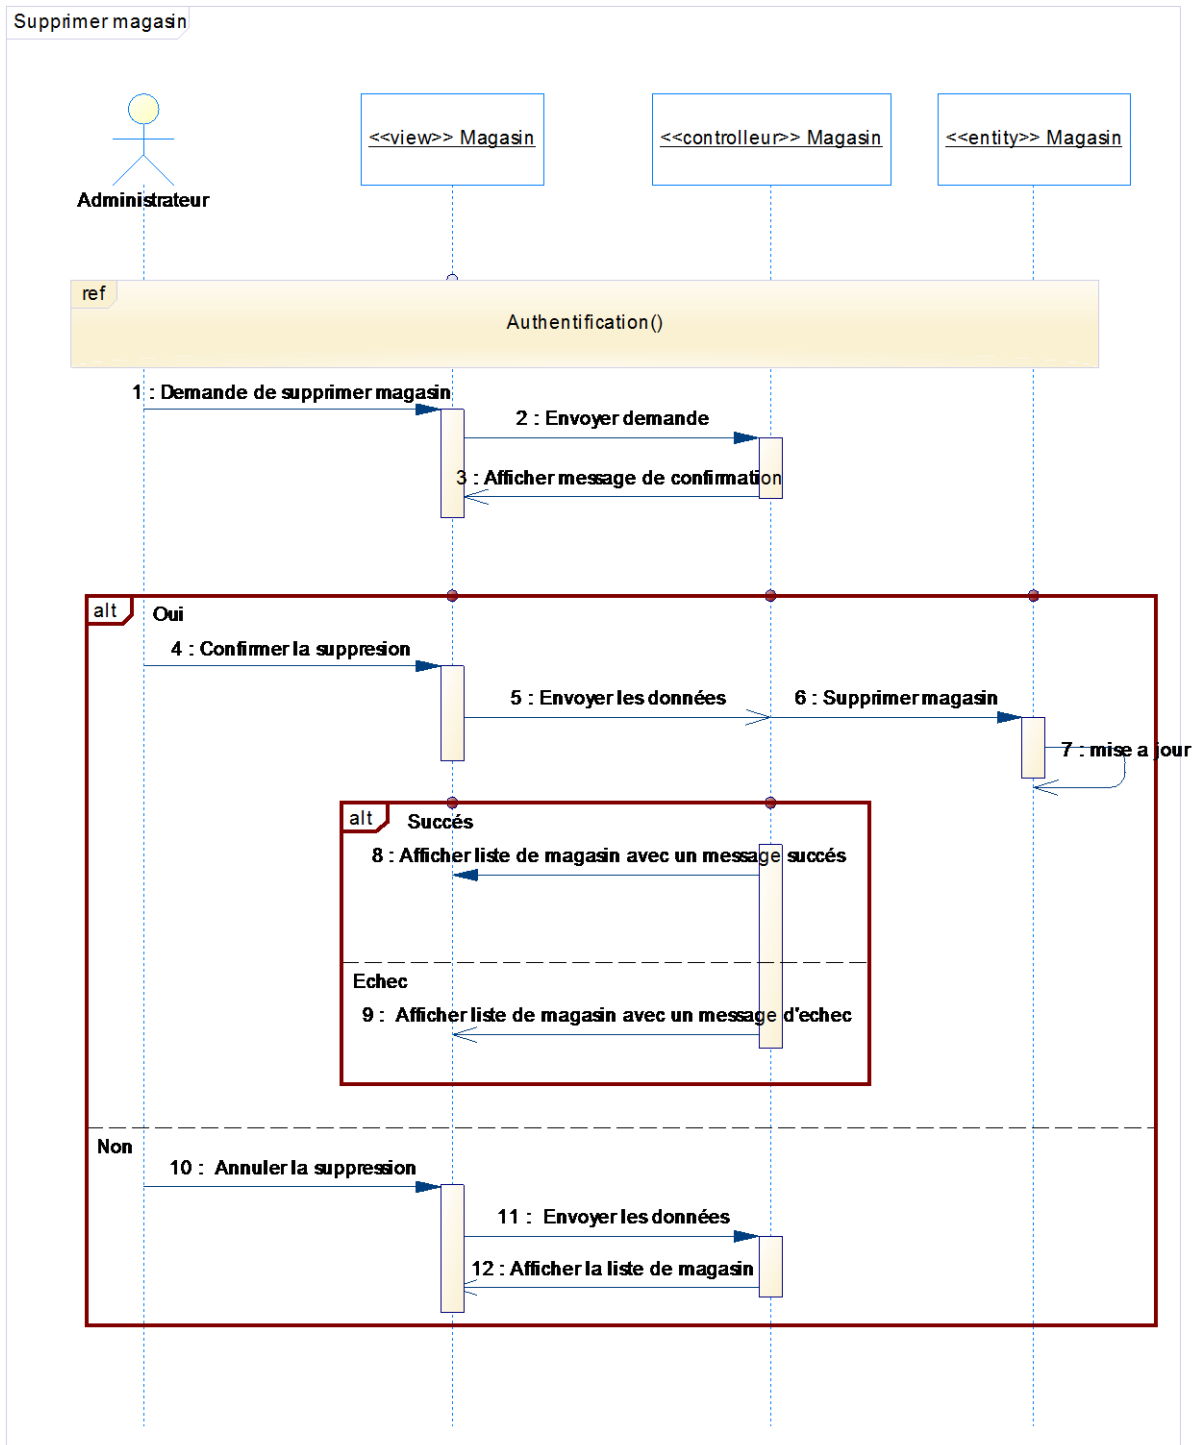 Supprimer magasin
<<view>> Magasin
<<controlleur>> Magasin
<<entity>> Magasin
Administrateur
ref
Authentification()
1 : Demande de supprimer magasin
2 : Envoyer demande
3 : Afficher message de confirmation
alt
Oui
4 : Confirmer la suppresion
5 : Envoyer les données
6 : Supprimer magasin
7 : mise a jour
alt
Succés
8 : Afficher liste de magasin avec un message succés
Echec
9 : Afficher liste de magasin avec un message d'echec
Non
10 : Annuler la suppression
11 : Envoyer les données
12 : Afficher la liste de magasin